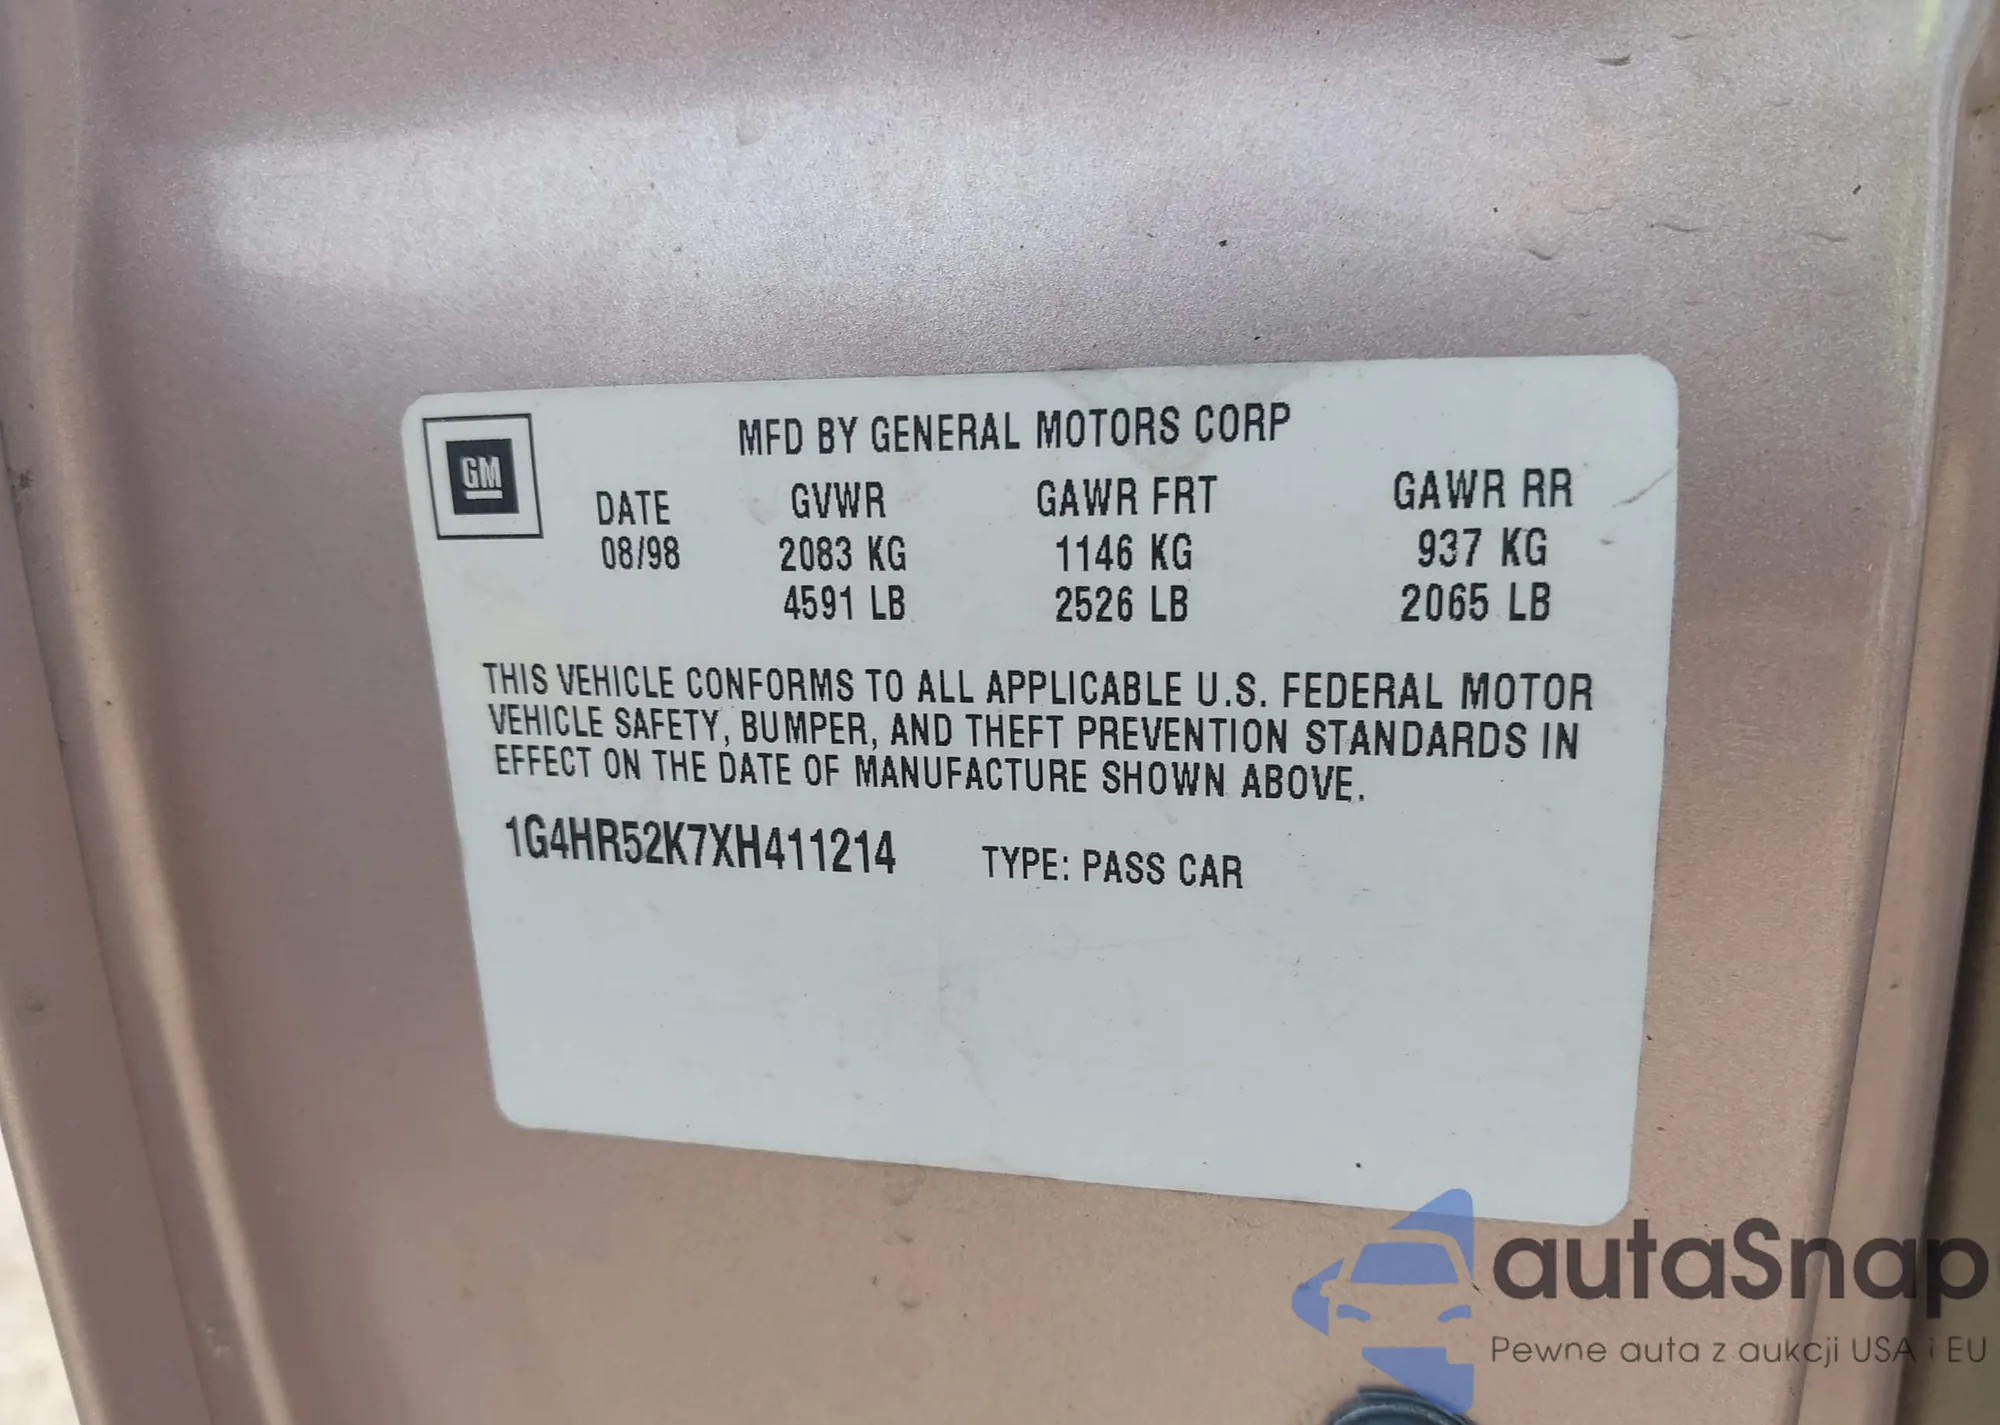 GM
MFD BY GENERAL MOTORS CORP
DATE GVWR GAWR FRT GAWR RR
08/98 2083 KG 1146 KG 937 KG
4591 LB 2526 LB 2065 LB
THIS VEHICLE CONFORMS TO ALL APPLICABLE U.S. FEDERAL MOTOR
VEHICLE SAFETY, BUMPER, AND THEFT PREVENTION STANDARDS IN
EFFECT ON THE DATE OF MANUFACTURE SHOWN ABOVE.
1G4HR52K7XH411214 TYPE: PASS CAR
autaSnap
Pewne auta z aukcji USA i EU